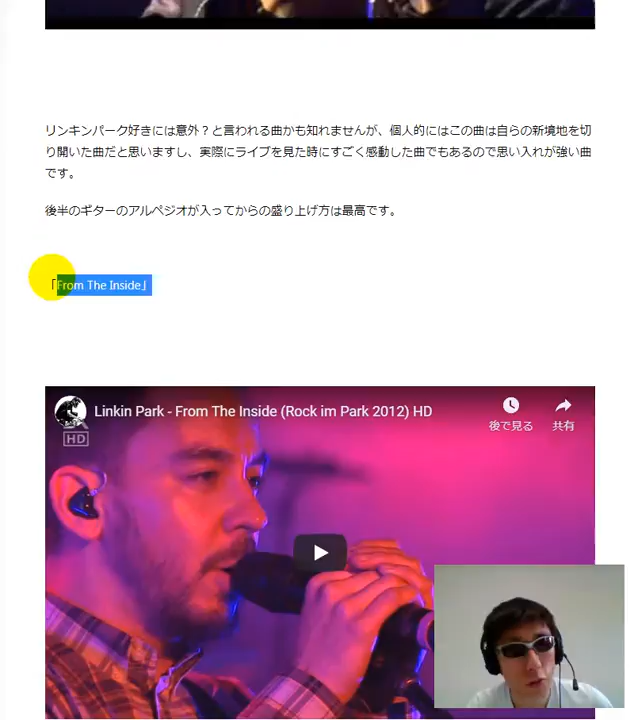 リンキンパーク好きには意外？と言われる曲かも知れませんが、個人的にはこの曲は自らの新境地を切
り開いた曲だと思いますし、実際にライブを見た時にすごく感動した曲でもあるので思い入れが強い曲
です。
後半のギターのアルペジオが入ってからの盛り上げ方は最高です。
「From The Inside」
Linkin Park - From The Inside (Rock im Park 2012) HD
後で見る
共有
HD